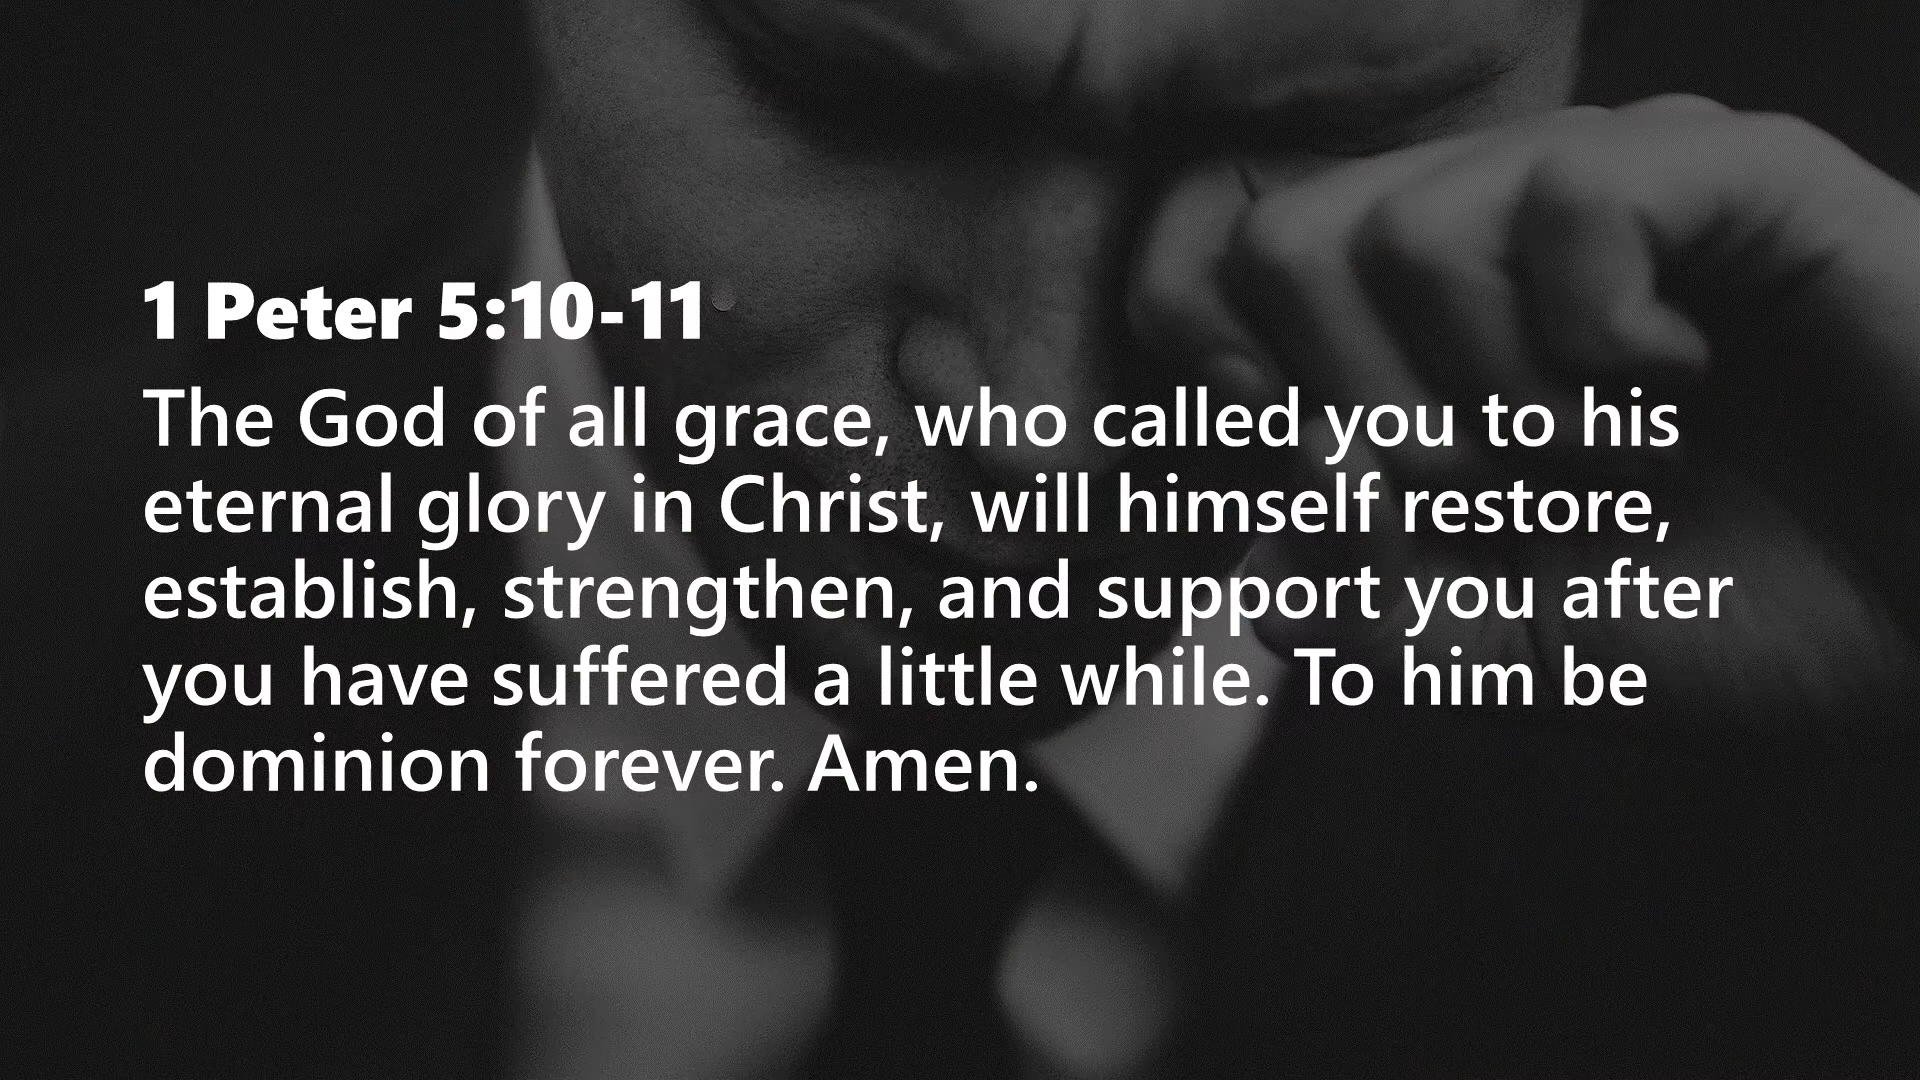 1 Peter 5:10-11
The God of all grace, who called you to his
eternal glory in Christ, will himself restore,
establish, strengthen, and support you after
you have suffered a little while. To him be
dominion forever. Amen.